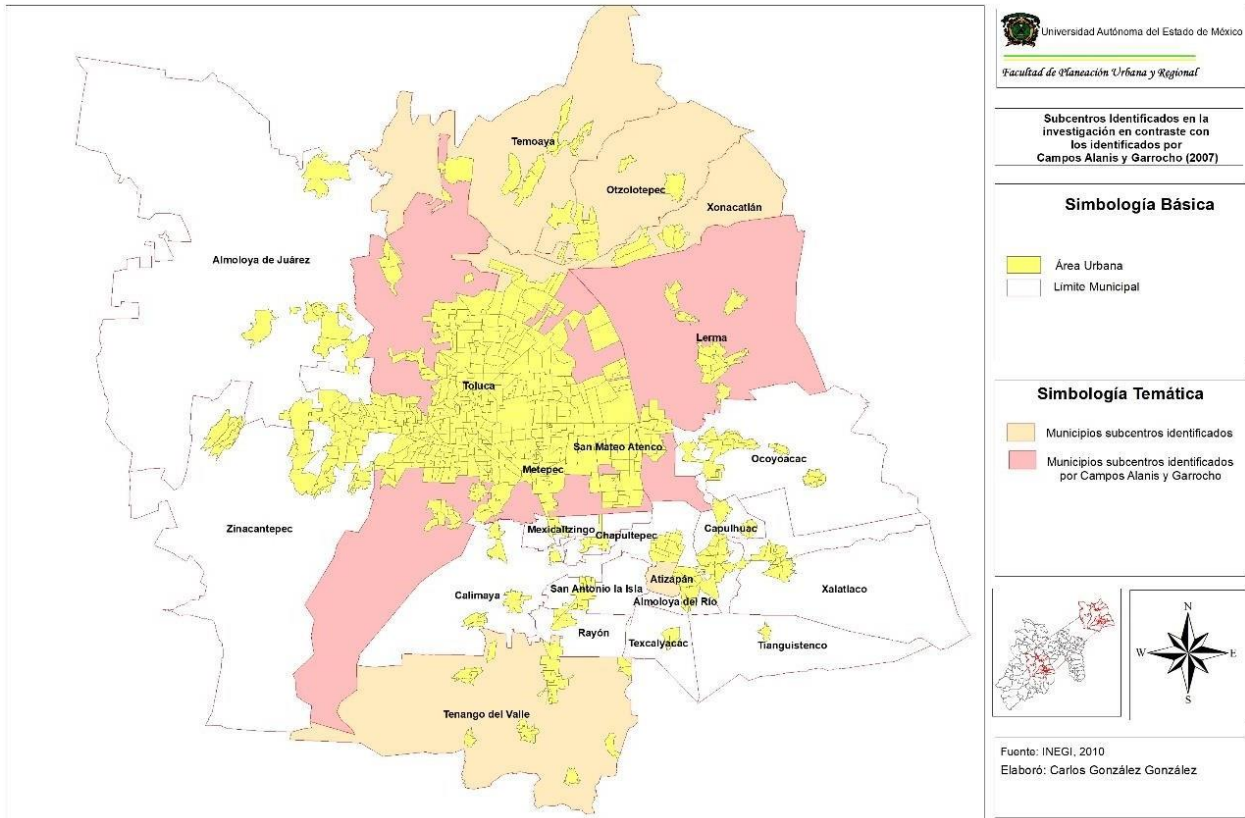 Temoaya
Otzolotepec
Xonacatlán
Almoloya de Juárez
Lerma
Toluca
San Mateo Atenco
Ocoyoacac
Metepec
Zinacantepec
Mexicaltzingo
Chapultepec
Capulhuac
Atizapán
Calimaya
San Antonio la Isla
Xalatlaco
Almoloya del Río
Rayón
Texcalyacac
Tianguistenco
Tenango del Valle
Universidad Autónoma del Estado de México
Facultad de Planeación Urbana y Regional
Subcentros Identificados en la
investigación en contraste con
los identificados por
Campos Alanis y Garrocho (2007)
Simbología Básica
Área Urbana
Límite Municipal
Simbología Temática
Municipios subcentros identificados
Municipios subcentros identificados
por Campos Alanis y Garrocho
N
W
E
S
Fuente: INEGI, 2010
Elaboró: Carlos González González